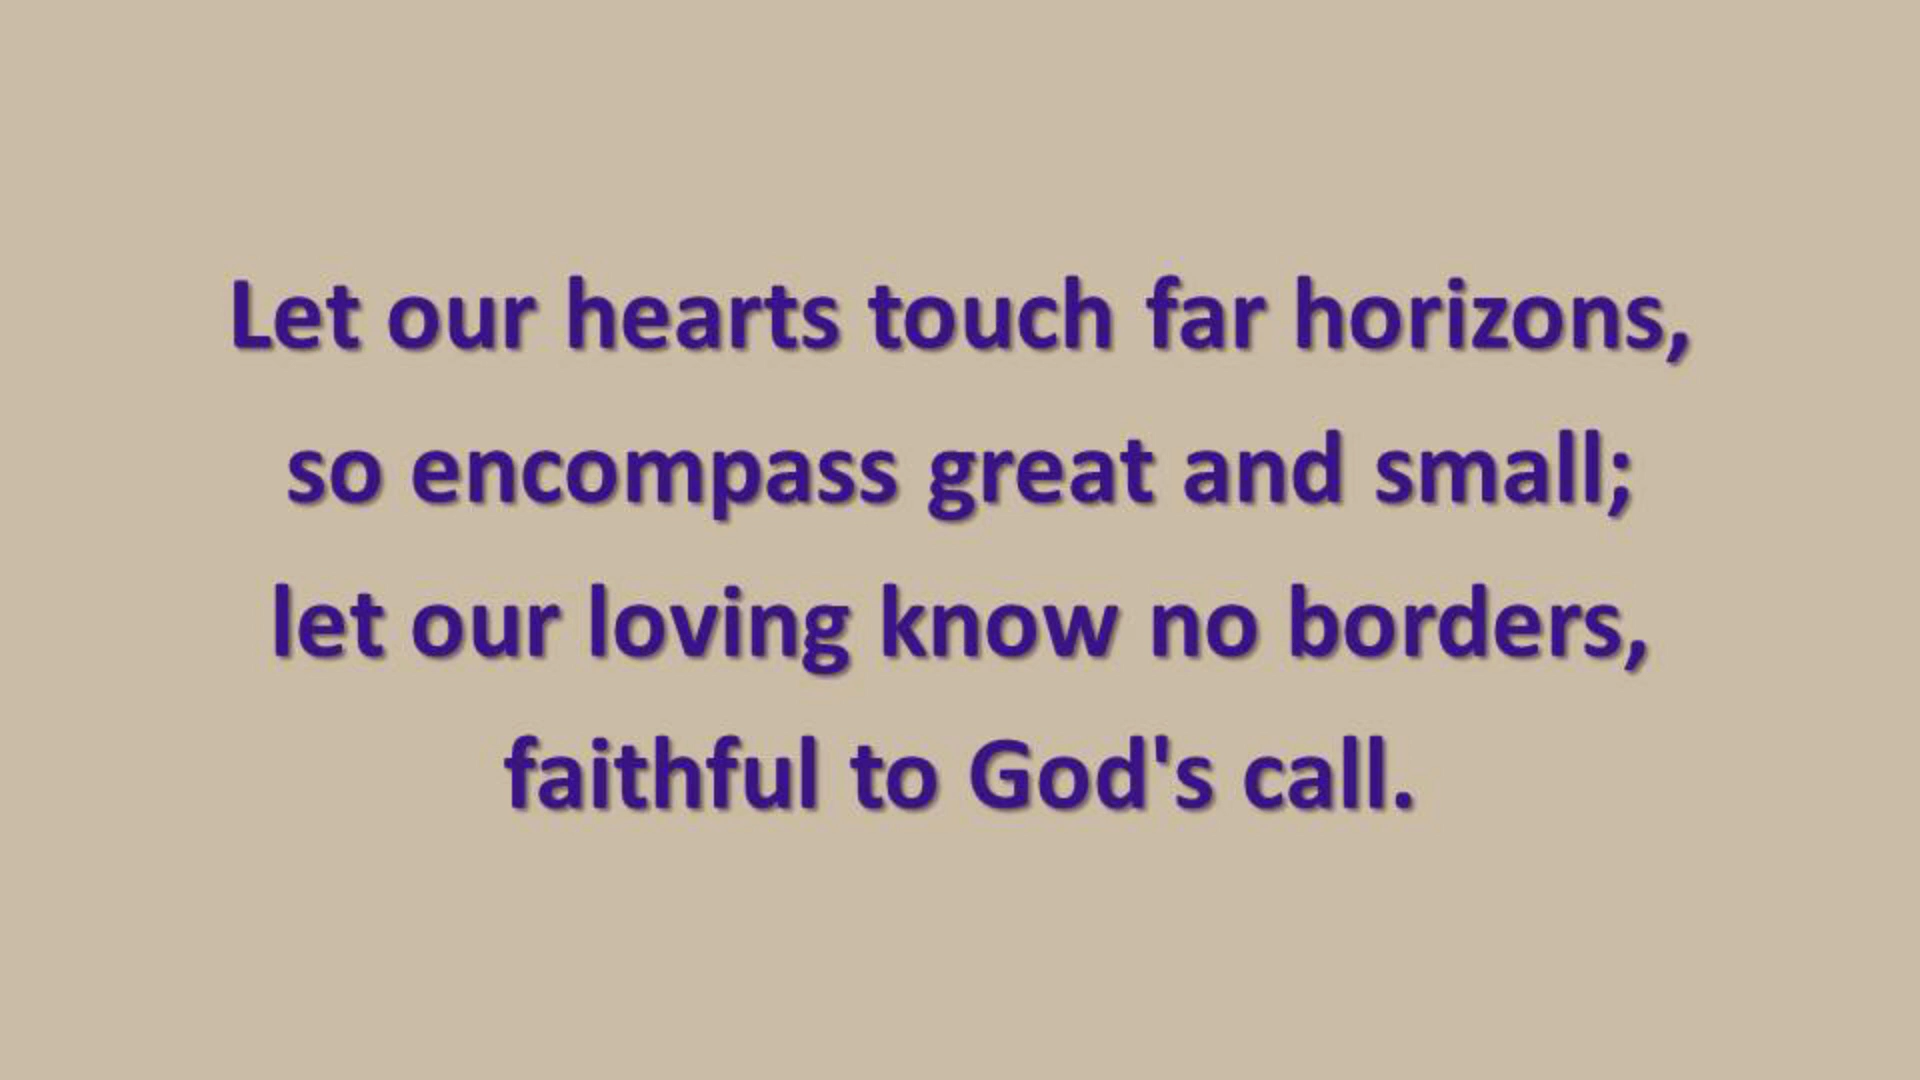 Let our hearts touch far horizons,
so encompass great and small;
let our loving know no borders,
faithful to God's call.